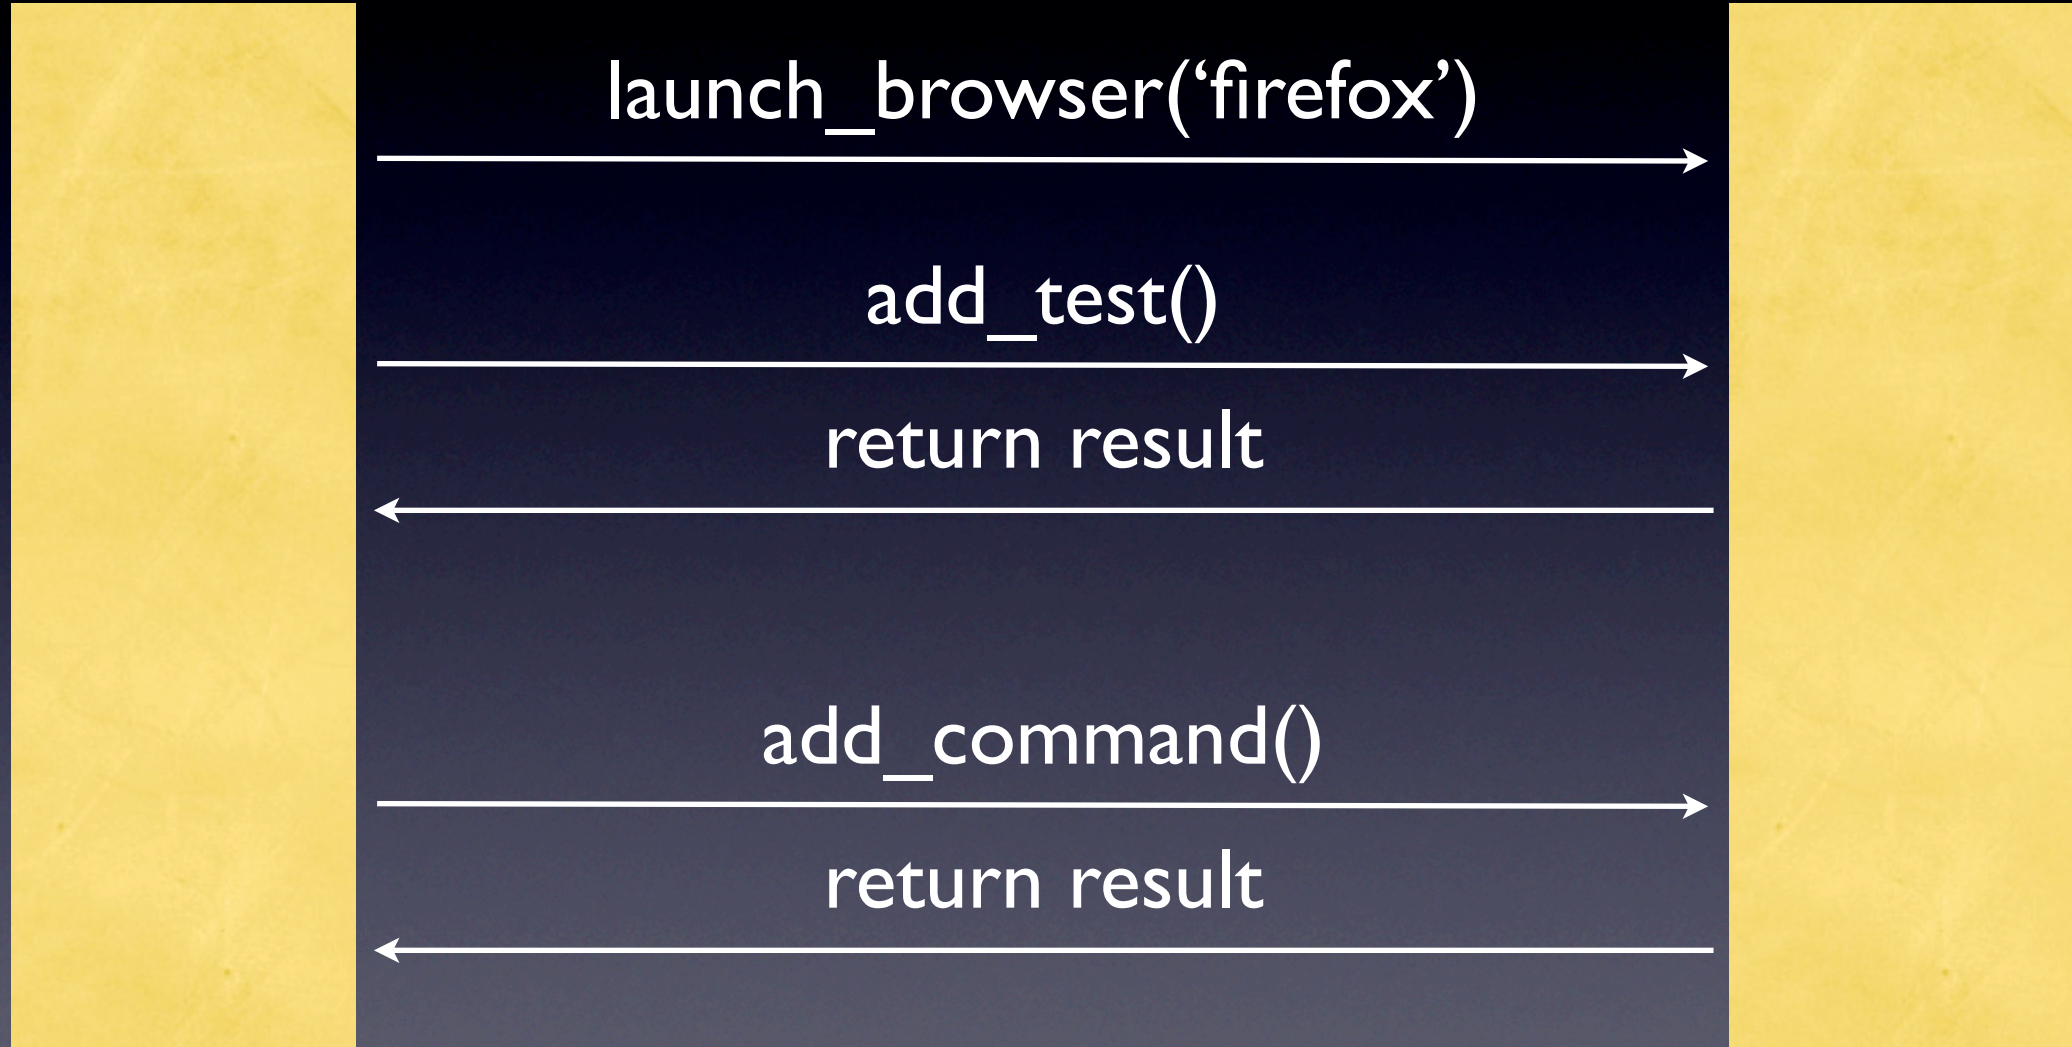 launch_browser(‘firefox’)
add_test()
return result
add_command()
return result